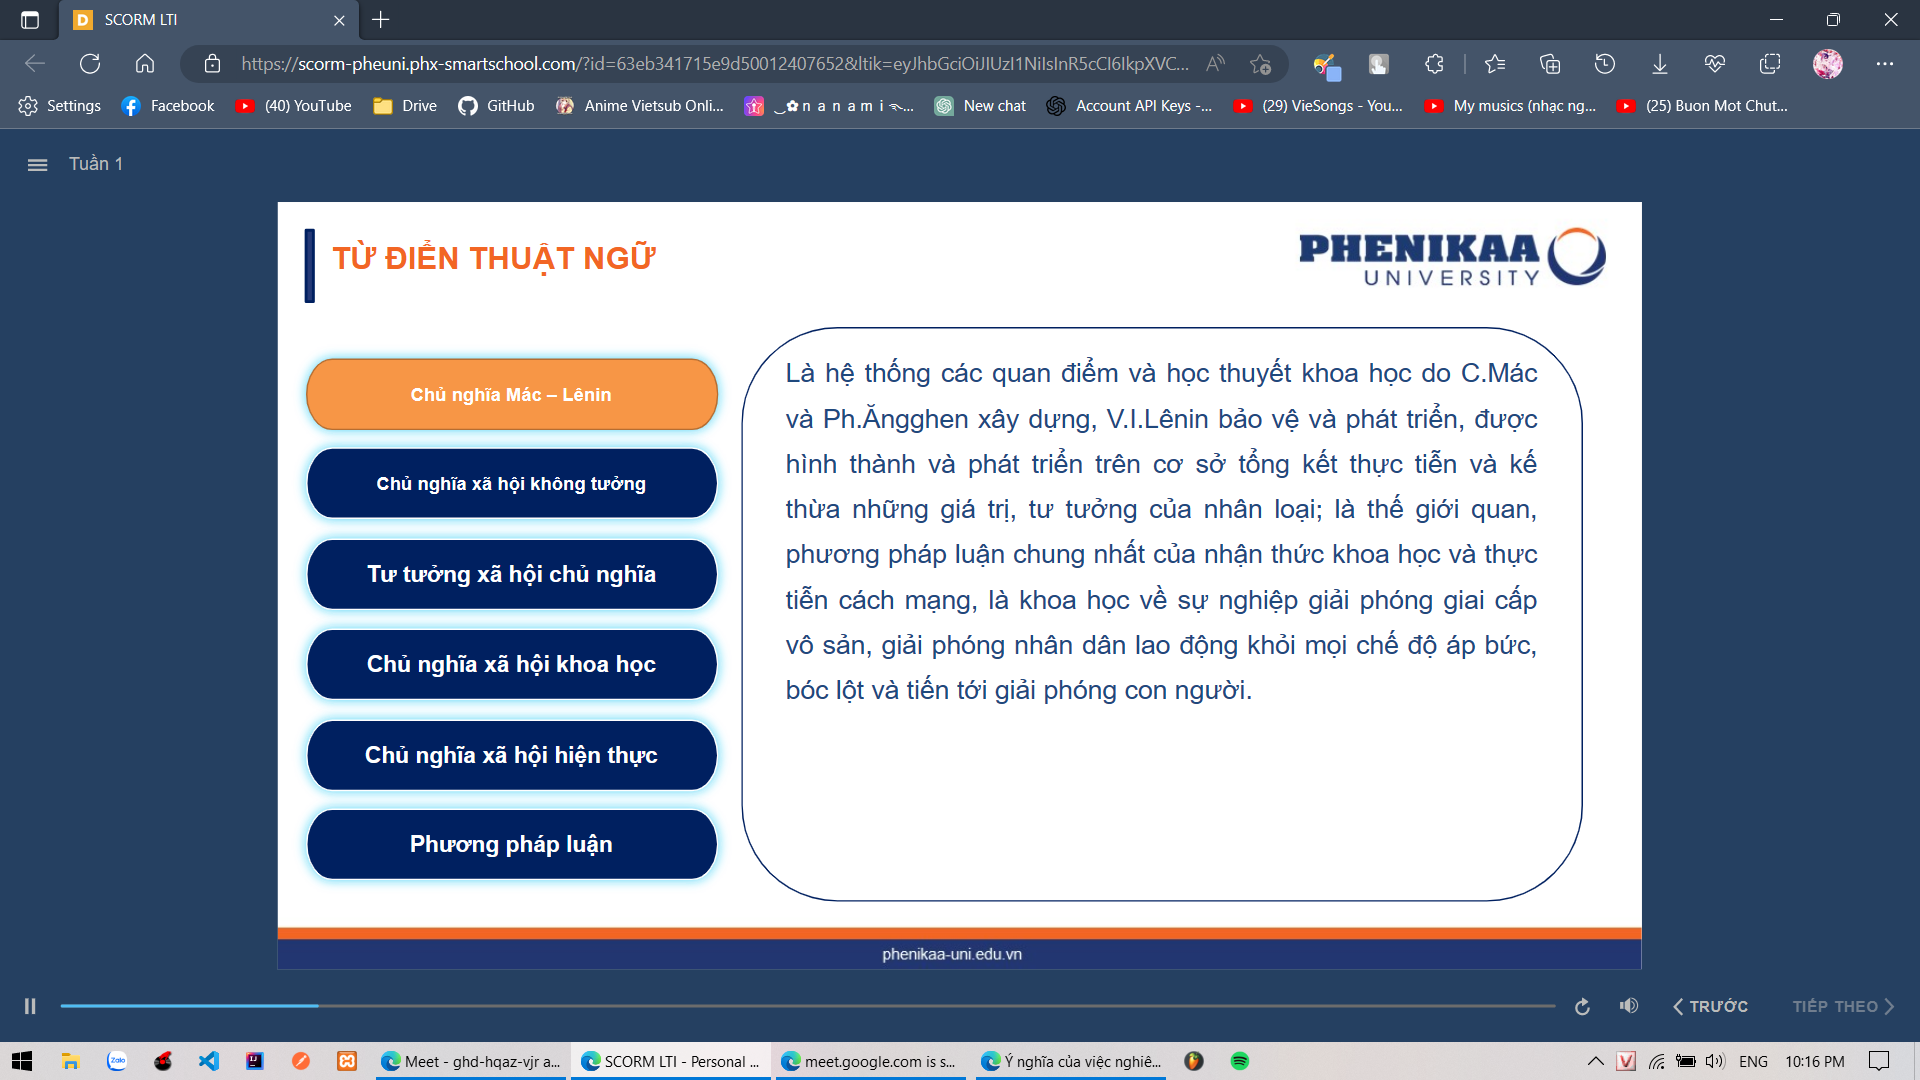 SCORM LTI
https://scorm-pheuni.phx-smartschool.com/?id=63eb341715e9d50012407652&ltik=eyJhbGciOiJIUzI1NiIsInR5cCI6IkpXVC...
Settings Facebook (40) YouTube Drive GitHub Anime Vietsub Onli... n a n a m i ... New chat Account API Keys -... (29) VieSongs - You... My musics (nhạc ng... (25) Buon Mot Chut...
Tuần 1
TỪ ĐIỂN THUẬT NGỮ
PHENIKAA
UNIVERSITY
Chủ nghĩa Mác – Lênin
Chủ nghĩa xã hội không tưởng
Tư tưởng xã hội chủ nghĩa
Chủ nghĩa xã hội khoa học
Chủ nghĩa xã hội hiện thực
Phương pháp luận
Là hệ thống các quan điểm và học thuyết khoa học do C.Mác
và Ph.Ăngghen xây dựng, V.I.Lênin bảo vệ và phát triển, được
hình thành và phát triển trên cơ sở tổng kết thực tiễn và kế
thừa những giá trị, tư tưởng của nhân loại; là thế giới quan,
phương pháp luận chung nhất của nhận thức khoa học và thực
tiễn cách mạng, là khoa học về sự nghiệp giải phóng giai cấp
vô sản, giải phóng nhân dân lao động khỏi mọi chế độ áp bức,
bóc lột và tiến tới giải phóng con người.
phenikaa-uni.edu.vn
TRƯỚC TIẾP THEO
Zalo
Meet - ghd-hqaz-vjr a... SCORM LTI - Personal ... meet.google.com is s... Ý nghĩa của việc nghiê... ENG 10:16 PM